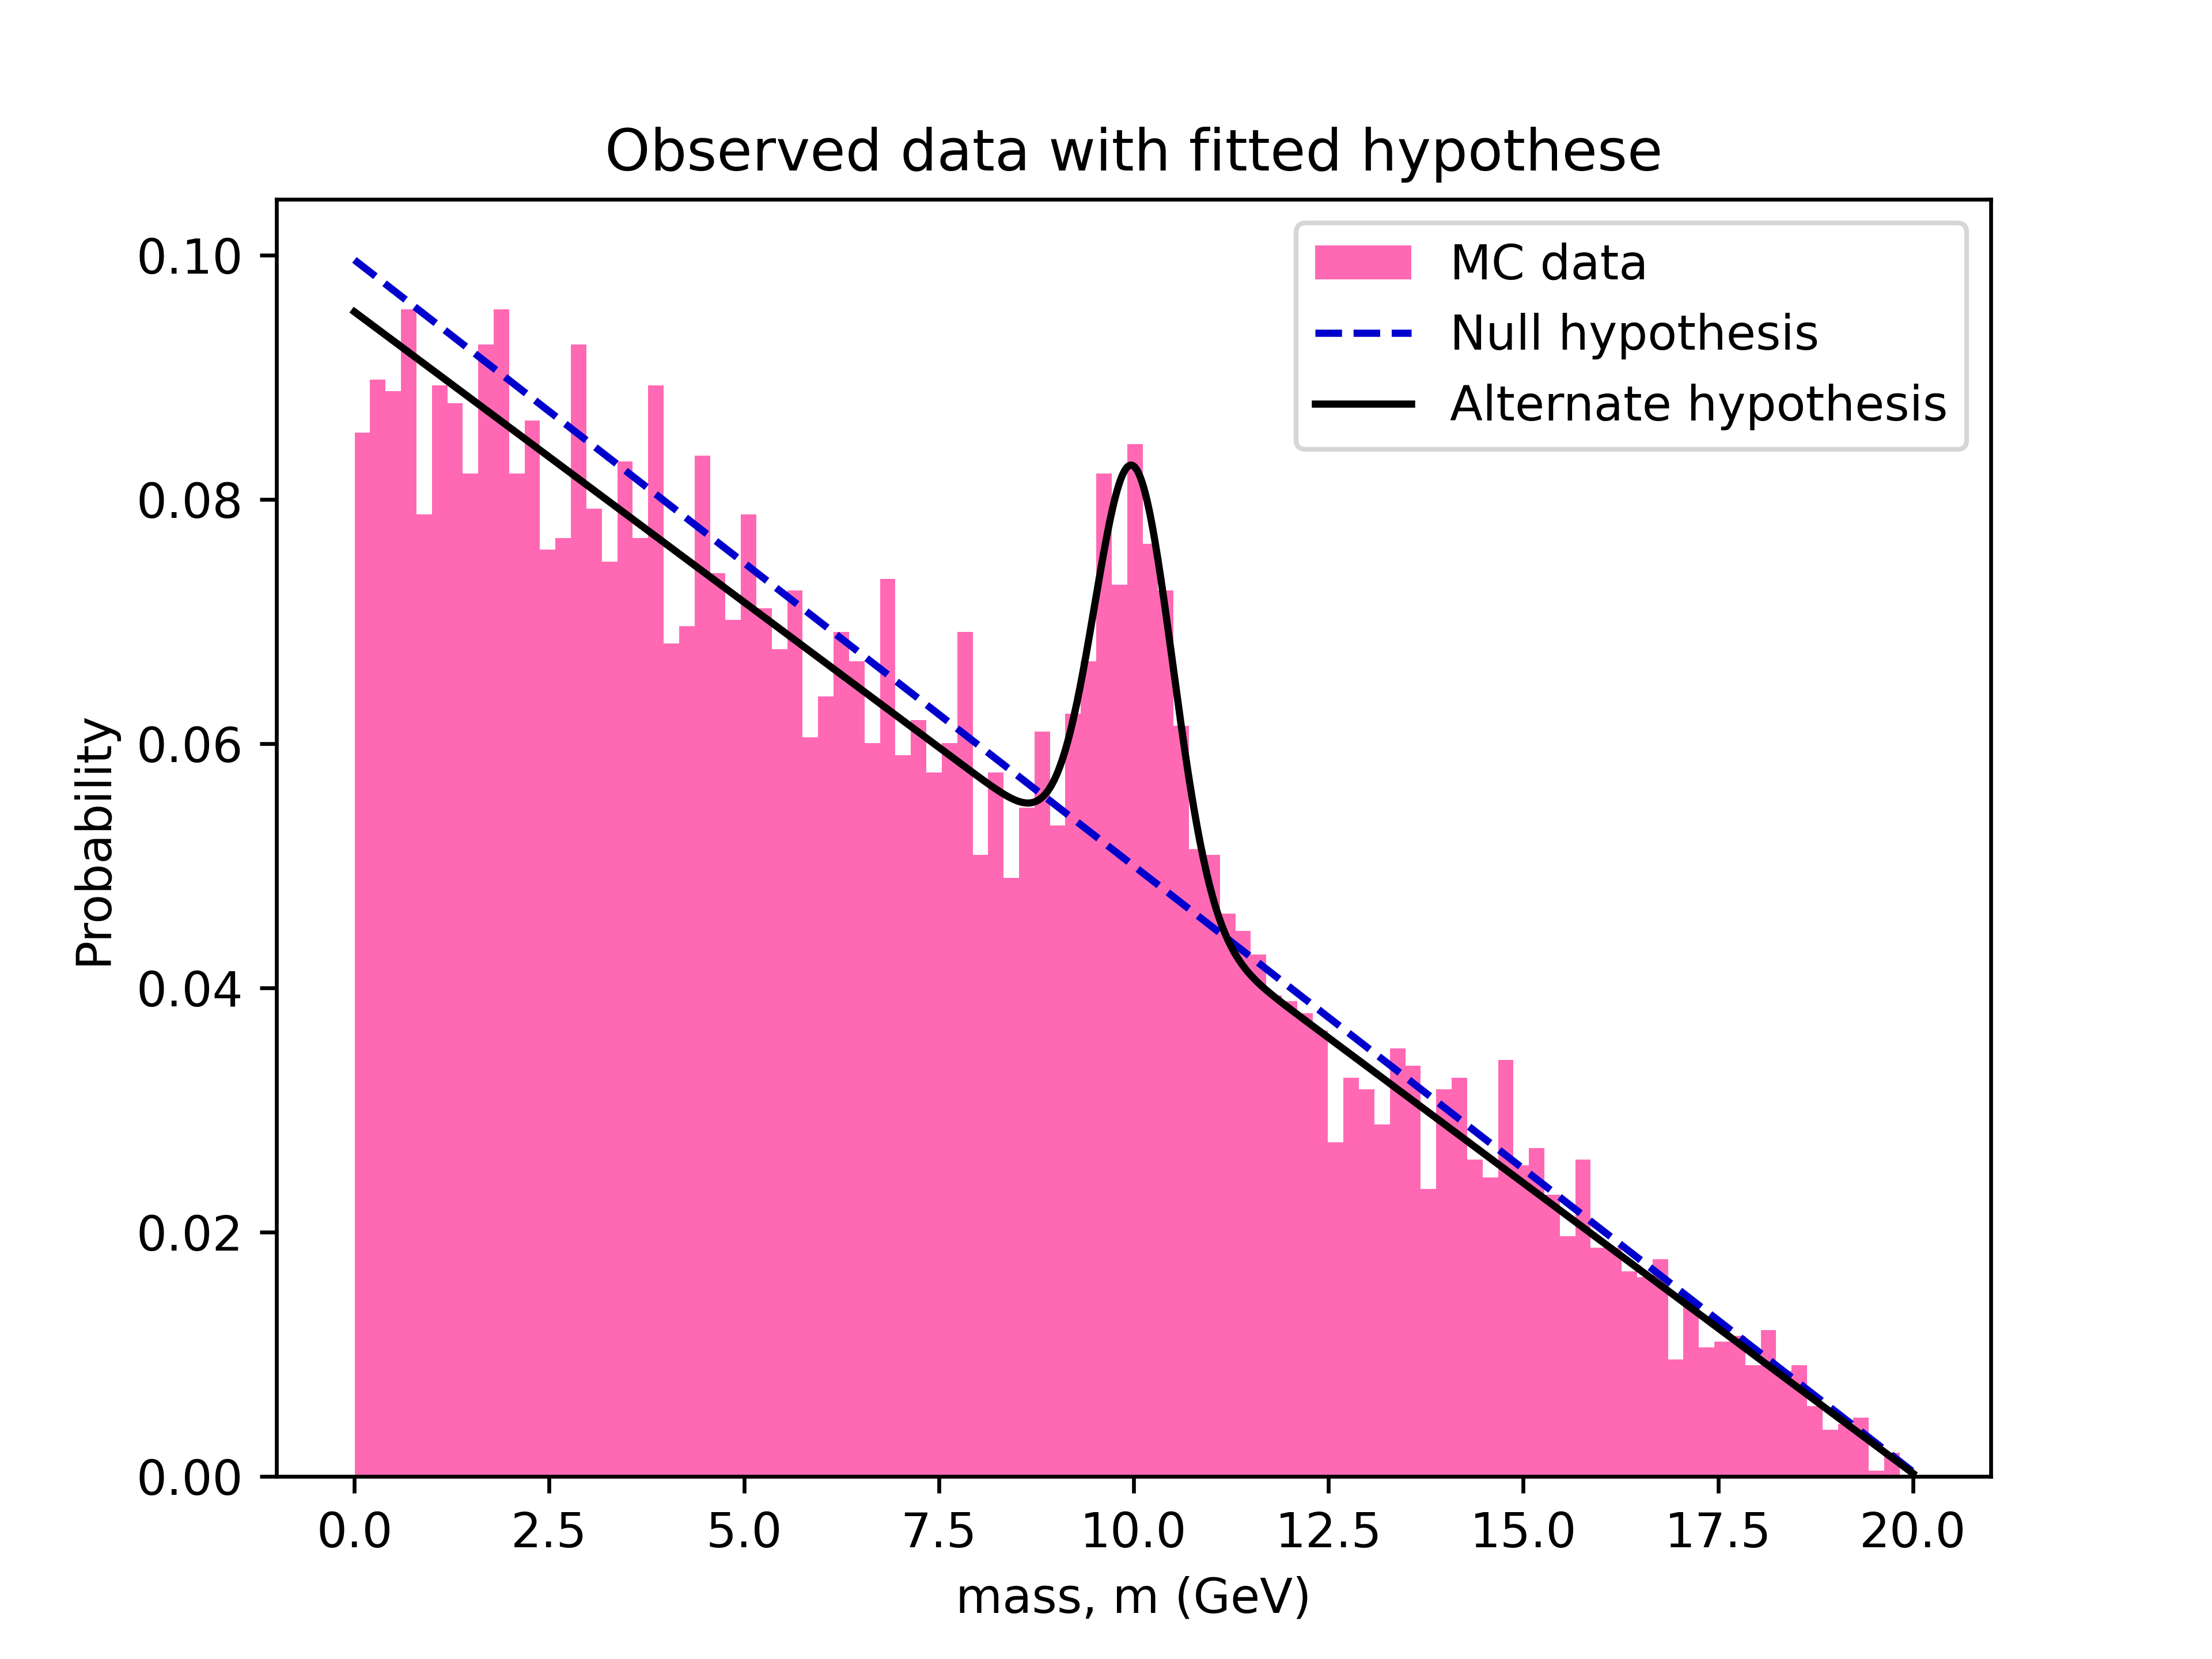 Observed data with fitted hypothese
MC data
Null hypothesis
Alternate hypothesis
Probability
0.10
0.08
0.06
0.04
0.02
0.00
0.0 2.5 5.0 7.5 10.0 12.5 15.0 17.5 20.0
mass, m (GeV)